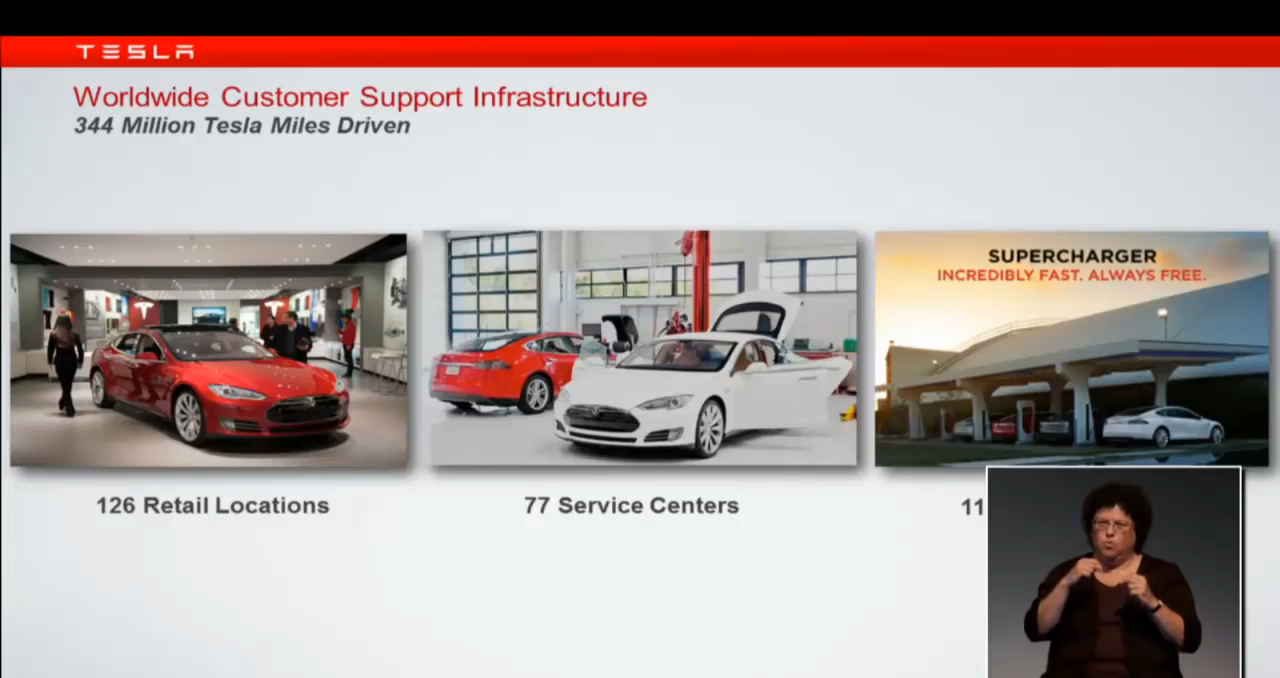 TESLA
Worldwide Customer Support Infrastructure
344 Million Tesla Miles Driven
SUPERCHARGER
INCREDIBLY FAST. ALWAYS FREE.
126 Retail Locations
77 Service Centers
11